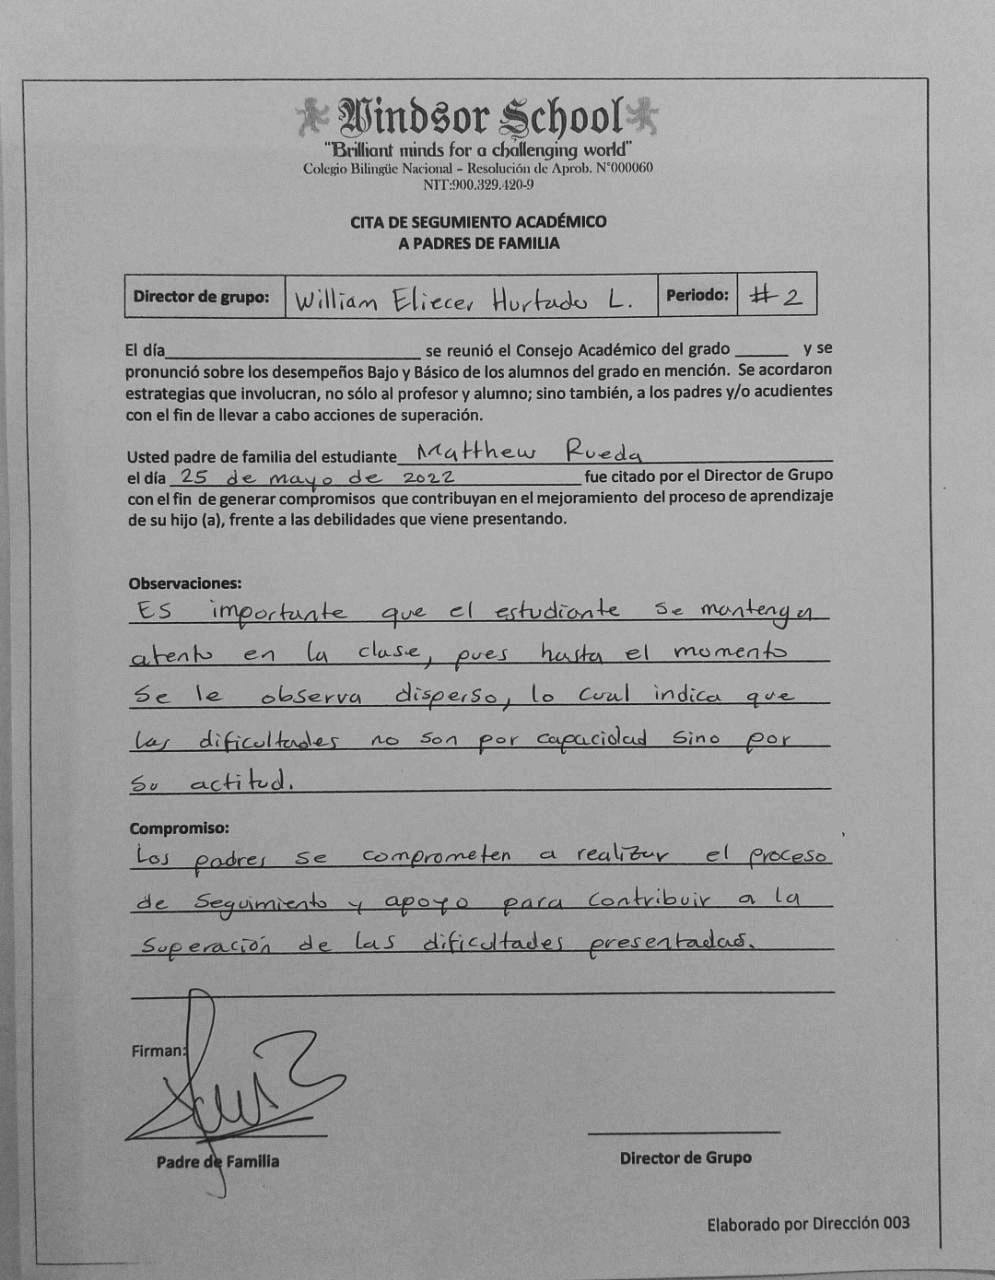 Windsor School
"Brilliant minds for a challenging world"
Colegio Bilingüe Nacional - Resolución de Aprob. N°000060
NIT:900.329.420-9
CITA DE SEGUMIENTO ACADÉMICO
A PADRES DE FAMILIA
Director de grupo: William Eliecer Hurtado L. Periodo: #2
El día______ se reunió el Consejo Académico del grado ______ y se
pronunció sobre los desempeños Bajo y Básico de los alumnos del grado en mención. Se acordaron
estrategias que involucran, no sólo al profesor y alumno; sino también, a los padres y/o acudientes
con el fin de llevar a cabo acciones de superación.
Usted padre de familia del estudiante Matthew Rueda
el día 25 de mayo de 2022 fue citado por el Director de Grupo
con el fin de generar compromisos que contribuyan en el mejoramiento del proceso de aprendizaje
de su hijo (a), frente a las debilidades que viene presentando.
Observaciones:
Es importante que el estudiante se mantenga
atento en la clase, pues hasta el momento
se le observa disperso, lo cual indica que
las dificultades no son por capacidad sino por
su actitud.
Compromiso:
Los padres se comprometen a realizar el proceso
de seguimiento y apoyo para contribuir a la
superación de las dificultades presentadas.
Firman:
Padre de Familia
Director de Grupo
Elaborado por Dirección 003